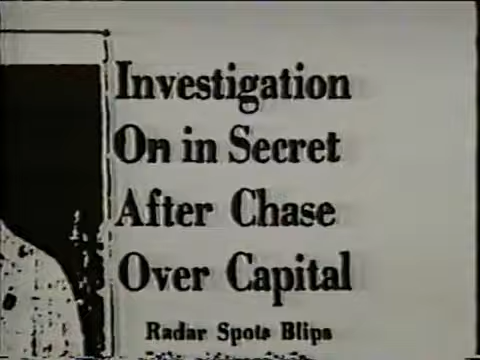 Investigation
On in Secret
After Chase
Over Capital
Radar Spots Blips